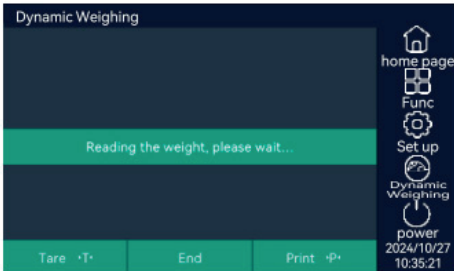 Dynamic Weighing
home page
Func
Set up
Reading the weight, please wait...
Dynamic
Weighing
power
Tare ·T·
End
Print ·P·
2024/10/27
10:35:21